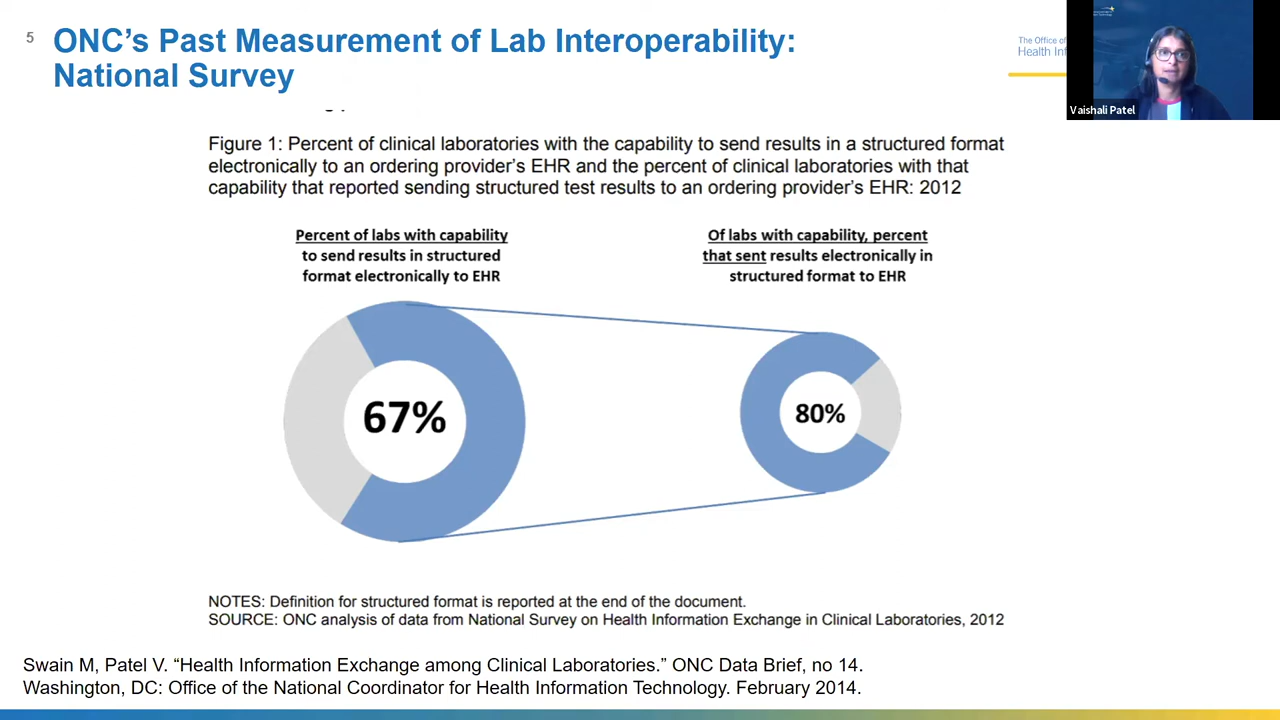 5
ONC’s Past Measurement of Lab Interoperability:
National Survey
The Office of
Health Inf
Vaishali Patel
Figure 1: Percent of clinical laboratories with the capability to send results in a structured format
electronically to an ordering provider’s EHR and the percent of clinical laboratories with that
capability that reported sending structured test results to an ordering provider’s EHR: 2012
Percent of labs with capability
to send results in structured
format electronically to EHR
Of labs with capability, percent
that sent results electronically in
structured format to EHR
67%
80%
NOTES: Definition for structured format is reported at the end of the document.
SOURCE: ONC analysis of data from National Survey on Health Information Exchange in Clinical Laboratories, 2012
Swain M, Patel V. “Health Information Exchange among Clinical Laboratories.” ONC Data Brief, no 14.
Washington, DC: Office of the National Coordinator for Health Information Technology. February 2014.